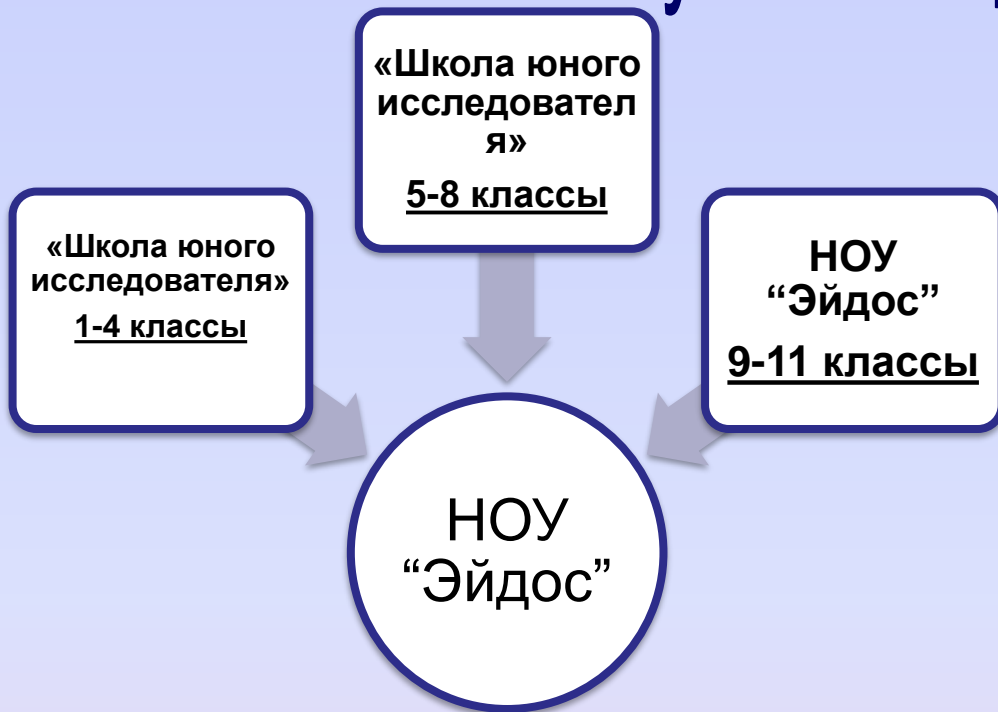 «Школа юного
исследовател
я»
5-8 классы
«Школа юного
исследователя»
1-4 классы
НОУ
“Эйдос”
9-11 классы
НОУ
“Эйдос”